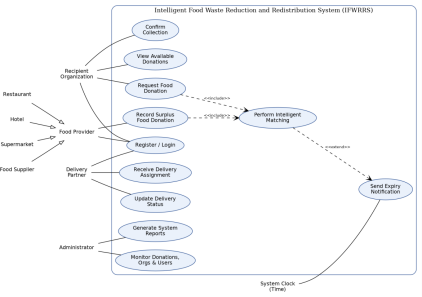 Intelligent Food Waste Reduction and Redistribution System (IFWRRS)
Confirm
Collection
View Available
Donations
Recipient
Organization
Request Food
Donation
Restaurant
<<include>>
Hotel
Record Surplus
Food Donation
<<include>>
Perform Intelligent
Matching
Food Provider
Supermarket
Register / Login
<<extend>>
Food Supplier
Delivery
Partner
Receive Delivery
Assignment
Send Expiry
Notification
Update Delivery
Status
Generate System
Reports
Administrator
Monitor Donations,
Orgs & Users
System Clock
(Time)